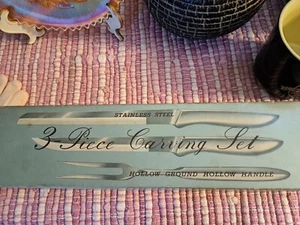 STAINLESS STEEL
3 Piece Carving Set
HOLLOW GROUND HOLLOW HANDLE